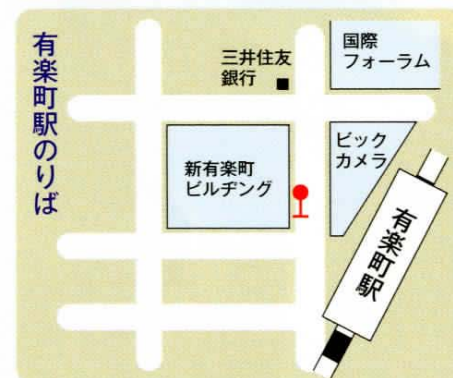 有楽町駅のりば
三井住友
銀行
国際
フォーラム
新有楽町
ビルヂング
ビック
カメラ
有楽町駅